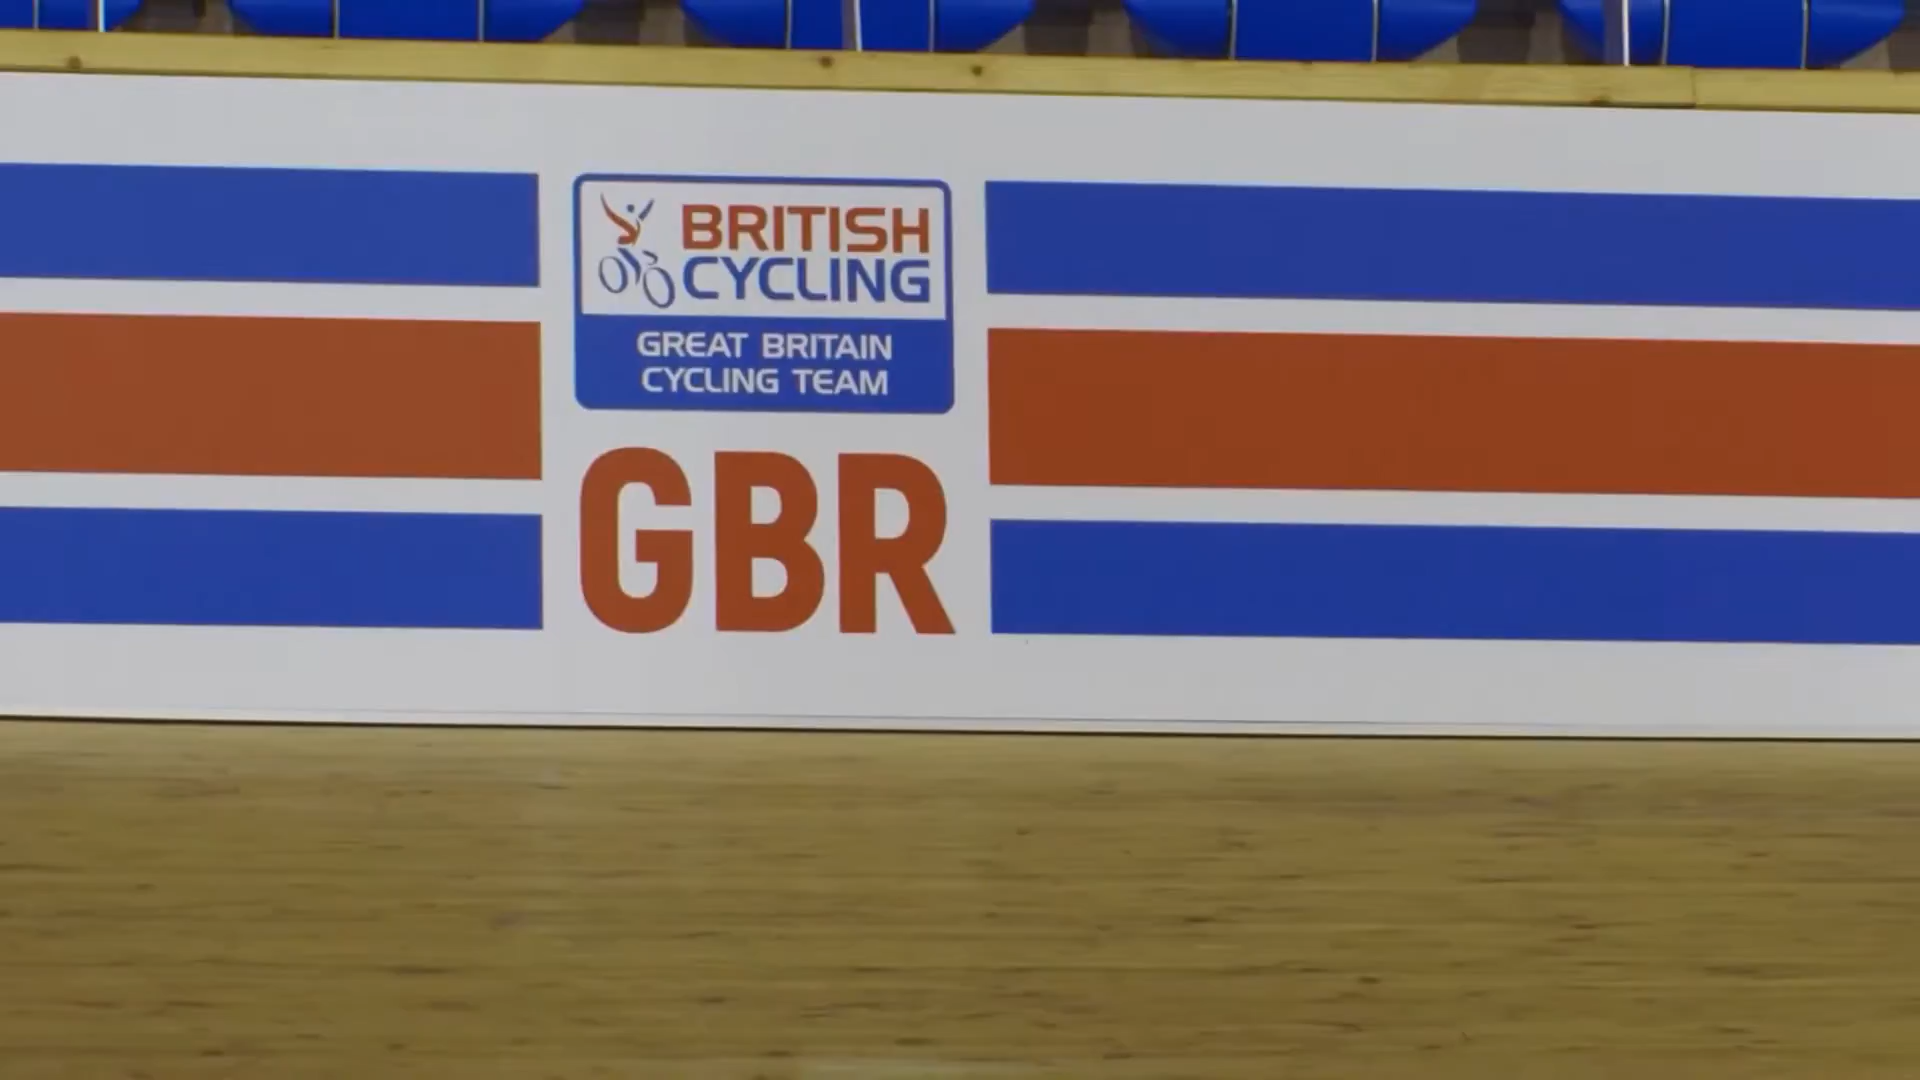 BRITISH
CYCLING
GREAT BRITAIN
CYCLING TEAM
GBR